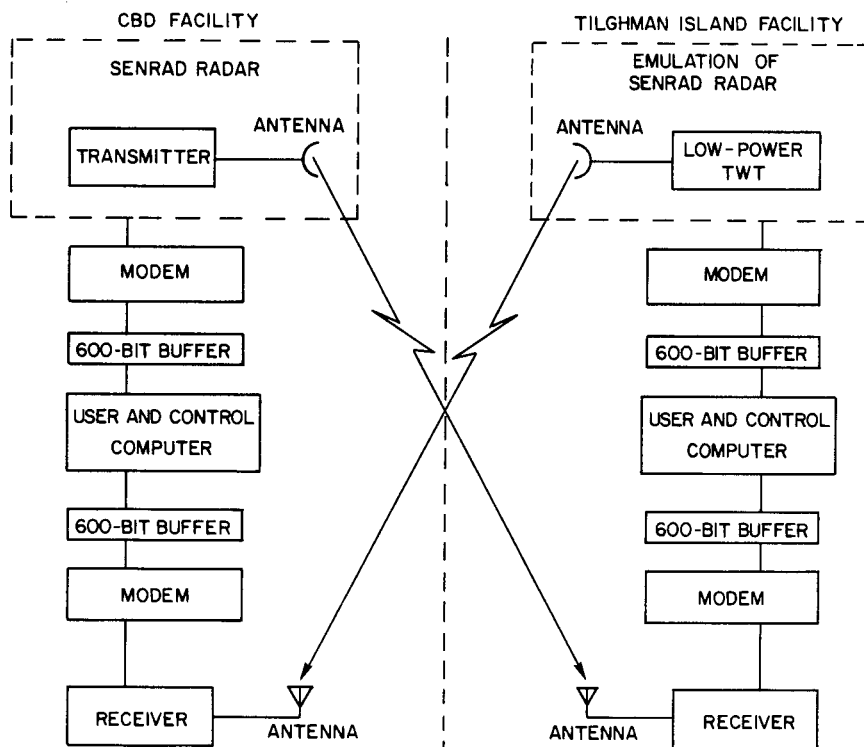 CBD FACILITY
SENRAD RADAR
ANTENNA
TRANSMITTER
MODEM
600-BIT BUFFER
USER AND CONTROL
COMPUTER
600-BIT BUFFER
MODEM
RECEIVER
ANTENNA
TILGHMAN ISLAND FACILITY
EMULATION OF
SENRAD RADAR
ANTENNA
LOW-POWER
TWT
MODEM
600-BIT BUFFER
USER AND CONTROL
COMPUTER
600-BIT BUFFER
MODEM
ANTENNA
RECEIVER